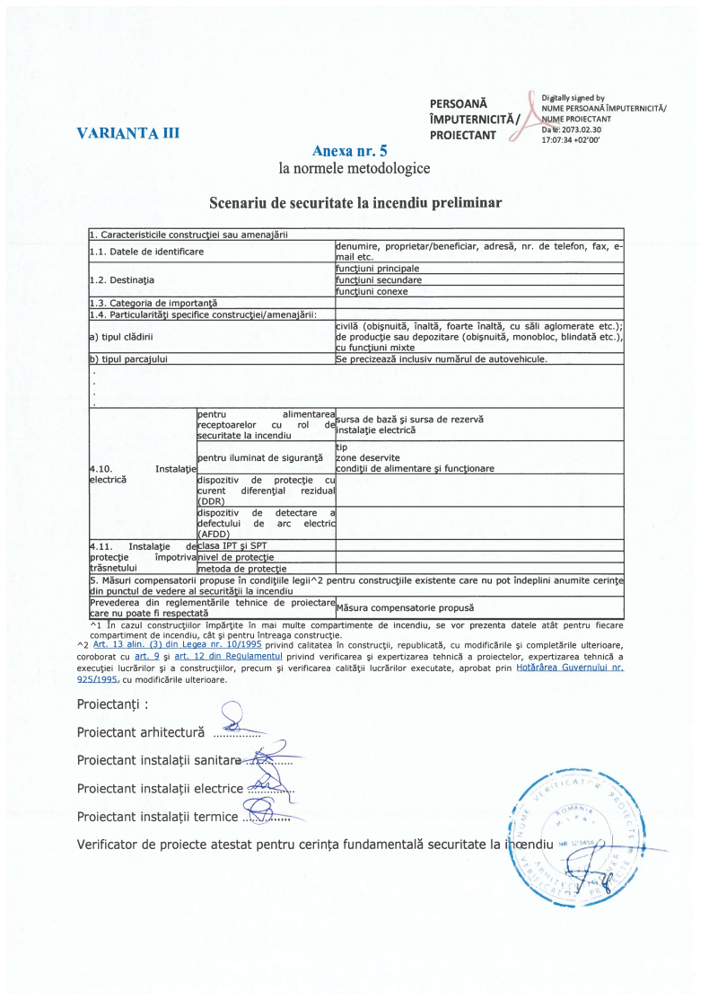 VARIANTA III
PERSOANĂ
ÎMPUTERNICITĂ/
PROIECTANT
Digitally signed by
NUME PERSOANĂ ÎMPUTERNICITĂ/
NUME PROIECTANT
Date: 2073.02.30
17:07:34 +02'00'
Anexa nr. 5
la normele metodologice
Scenariu de securitate la incendiu preliminar
1. Caracteristicile construcţiei sau amenajării
1.1. Datele de identificare
denumire, proprietar/beneficiar, adresă, nr. de telefon, fax, e-
mail etc.
1.2. Destinaţia
funcţiuni principale
funcţiuni secundare
funcţiuni conexe
1.3. Categoria de importanţă
1.4. Particularităţi specifice construcţiei/amenajării:
a) tipul clădirii
civilă (obişnuită, înaltă, foarte înaltă, cu săli aglomerate etc.);
de producţie sau depozitare (obişnuită, monobloc, blindată etc.),
cu funcţiuni mixte
b) tipul parcajului
Se precizează inclusiv numărul de autovehicule.
.
.
.
.
4.10. Instalaţie
electrică
pentru alimentarea
receptoarelor cu rol de
securitate la incendiu
sursa de bază şi sursa de rezervă
instalaţie electrică
pentru iluminat de siguranţă
tip
zone deservite
condiţii de alimentare şi funcţionare
dispozitiv de protecţie cu
curent diferenţial rezidual
(DDR)
dispozitiv de detectare a
defectului de arc electric
(AFDD)
4.11. Instalaţie de
protecţie împotriva
trăsnetului
clasa IPT şi SPT
nivel de protecţie
metoda de protecţie
5. Măsuri compensatorii propuse în condiţiile legii^2 pentru construcţiile existente care nu pot îndeplini anumite cerinţe
din punctul de vedere al securităţii la incendiu
Prevederea din reglementările tehnice de proiectare
care nu poate fi respectată
Măsura compensatorie propusă
^1 În cazul construcţiilor împărţite în mai multe compartimente de incendiu, se vor prezenta datele atât pentru fiecare
compartiment de incendiu, cât şi pentru întreaga construcţie.
^2 Art. 13 alin. (3) din Legea nr. 10/1995 privind calitatea în construcţii, republicată, cu modificările şi completările ulterioare,
coroborat cu art. 9 şi art. 12 din Regulamentul privind verificarea şi expertizarea tehnică a proiectelor, expertizarea tehnică a
execuţiei lucrărilor şi a construcţiilor, precum şi verificarea calităţii lucrărilor executate, aprobat prin Hotărârea Guvernului nr.
925/1995, cu modificările ulterioare.
Proiectanți :
Proiectant arhitectură ...............
Proiectant instalații sanitare ...............
Proiectant instalații electrice ...............
Proiectant instalații termice ...............
Verificator de proiecte atestat pentru cerința fundamentală securitate la incendiu
NUME VERIFICATOR PROIECTE
ROMANIA
VERIFICATOR PROIECTE